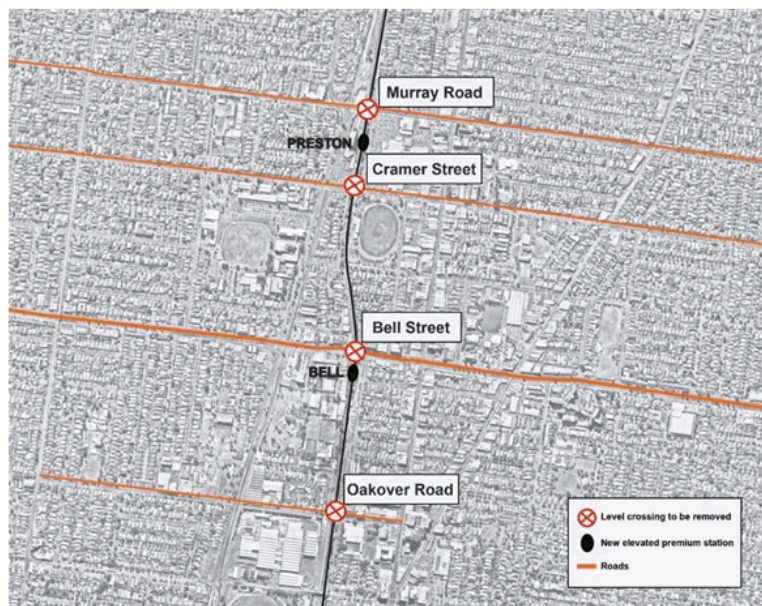 Murray Road
PRESTON
Cramer Street
Bell Street
BELL
Oakover Road
Level crossing to be removed
New elevated premium station
Roads